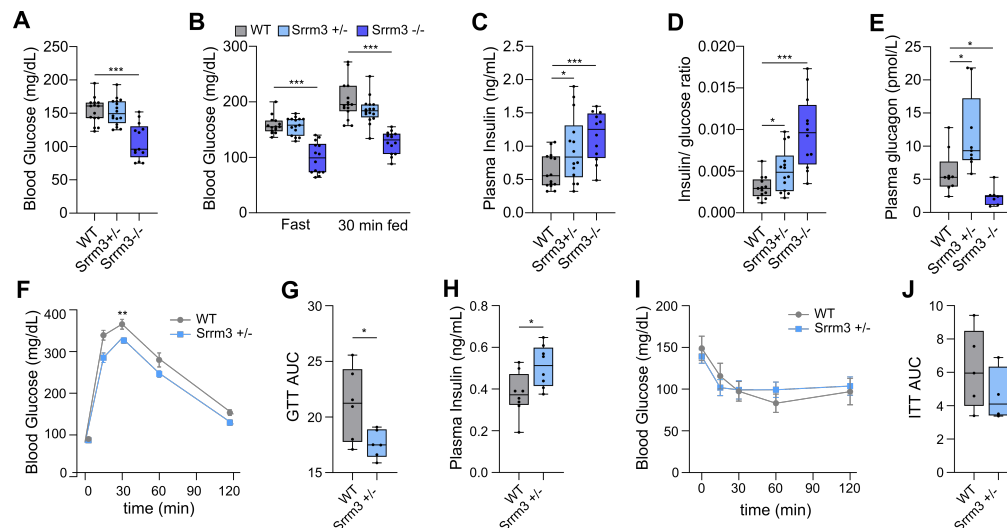 A
Blood Glucose (mg/dL)
250
200
150
100
50
0
***
WT
Srrm3+/-
Srrm3-/-
B
WT Srrm3 +/- Srrm3 -/-
Blood Glucose (mg/dL)
300
200
100
0
***
***
Fast 30 min fed
C
Plasma Insulin (ng/mL)
2.5
2.0
1.5
1.0
0.5
0.0
***
*
WT
Srrm3+/-
Srrm3-/-
D
Insulin/ glucose ratio
0.020
0.015
0.010
0.005
0.000
***
*
WT
Srrm3+/-
Srrm3-/-
E
Plasma glucagon (pmol/L)
25
20
15
10
5
0
*
*
WT
Srrm3+/-
Srrm3 -/-
F
Blood Glucose (mg/dL)
400
300
200
100
0
**
WT
Srrm3 +/-
0 30 60 90 120
time (min)
G
GTT AUC
30
25
20
15
*
WT
Srrm3 +/-
H
Plasma Insulin (ng/mL)
0.8
0.6
0.4
0.2
0.0
*
WT
Srrm3 +/-
I
Blood Glucose (mg/dL)
200
150
100
50
0
WT
Srrm3 +/-
0 30 60 90 120
time (min)
J
ITT AUC
10
8
6
4
2
0
WT
Srrm3 +/-